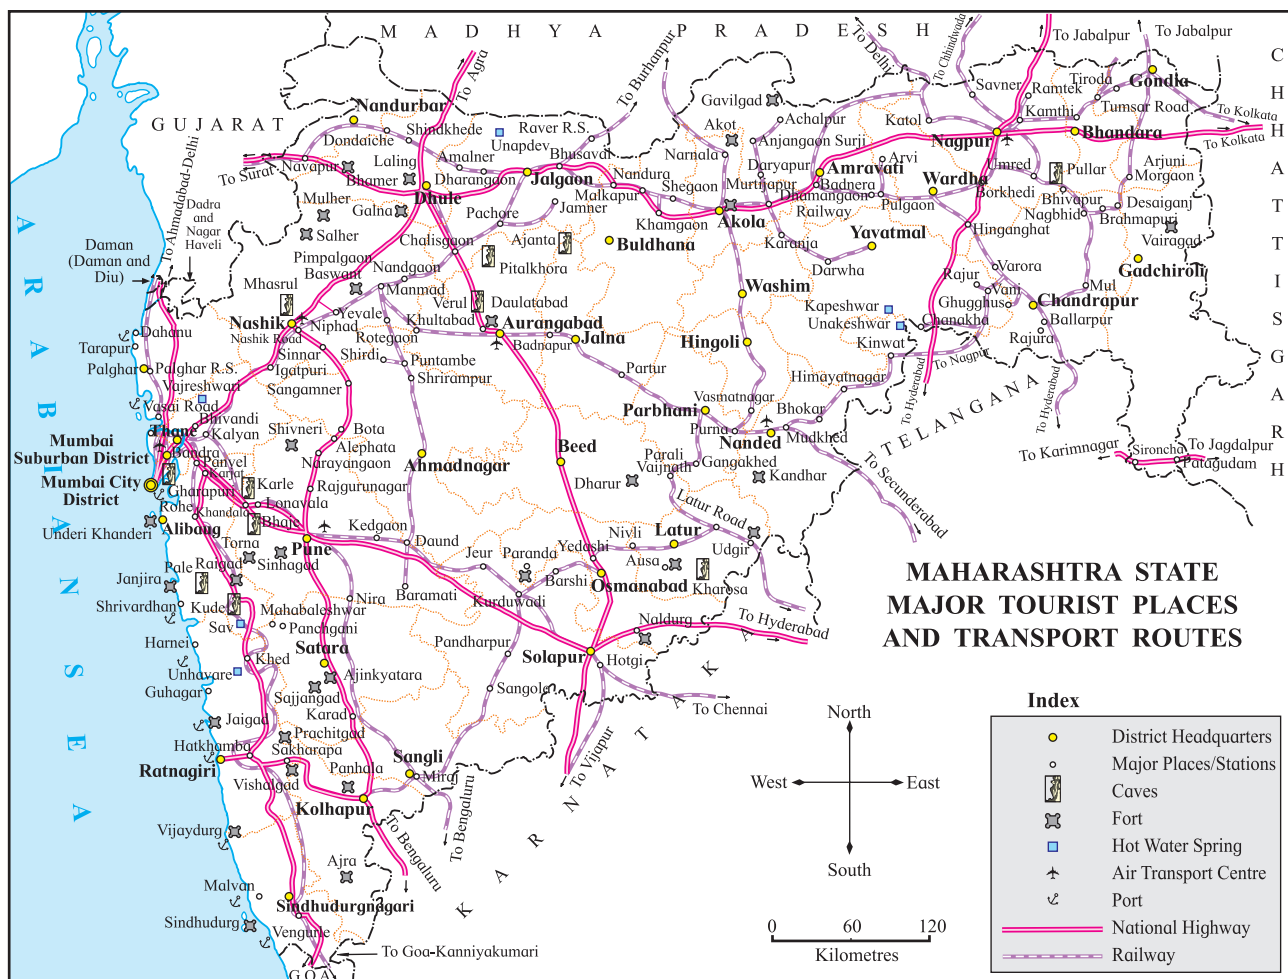 M A D H Y A P R A D E S H
To Delhi
To Chhindwada
To Jabalpur
To Jabalpur
C H H A T T I S G A R H
To Agra
To Burhanpur
Savner
Ramtek
Tiroda
Gondia
Nandurbar
Gavilgad
Kamthi
Tumsar Road
To Kolkata
G U J A R A T
Shindkhede
Raver R.S.
Unapdev
Achalpur
Katol
Dondaiche
Akot
Anjangaon Surji
Nagpur
Bhandara
To Kolkata
To Surat
Navapur
Laling
Amalner
Bhusaval
Narnala
Daryapur
Arvi
Umred
Pullar
Arjuni
Morgaon
Bhamer
Dharangaon
Jalgaon
Nandura
Shegaon
Murtijapur
Amravati
Badnera
Wardha
Borkhedi
Mulher
Galna
Dhule
Malkapur
Dhamangaon
Railway
Pulgaon
Bhivapur
Desaiganj
Dadra
and
Nagar
Haveli
To Ahmadabad-Delhi
Pachore
Jamner
Khamgaon
Akola
Nagbhid
Brahmapuri
Salher
Chalisgaon
Ajanta
Buldhana
Karanja
Yavatmal
Hinganghat
Vairagad
Daman
(Daman and
Diu)
Pimpalgaon
Baswant
Nandgaon
Pitalkhora
Darwha
Rajur
Varora
Gadchiroli
Mhasrul
Manmad
Verul
Daulatabad
Washim
Kapeshwar
Vani
Ghugghus
Mul
Chandrapur
Nashik
Nashik Road
Niphad
Yevale
Khultabad
Aurangabad
Unakeshwar
Chanakha
Ballarpur
Dahanu
Rotegaon
Badnapur
Jalna
Hingoli
Kinwat
Rajura
Tarapur
Sinnar
Shirdi
Puntambe
To Nagpur
Palghar
Palghar R.S.
Igatpuri
Shrirampur
Partur
Himayatnagar
To Hyderabad
To Hyderabad
Vajreshwari
Sangamner
Vasmatnagar
Vasai Road
Bhivandi
Shivneri
Bota
Parbhani
Bhokar
T E L A N G A N A
Thane
Kalyan
Purna
Nanded
Mudkhed
Mumbai
Suburban District
Bandra
Panvel
Alephata
Narayangaon
Ahmadnagar
Beed
Parali
Vaijnath
Gangakhed
To Karimnagar
Sironcha
To Jagdalpur
Patagudam
Mumbai City
District
Karjat
Gharapuri
Karle
Rajgurunagar
Dharur
Kandhar
To Secunderabad
Rohe
Khandala
Lonavala
Latur Road
Underi Khanderi
Alibaug
Bhaje
Kedgaon
Nivli
Latur
Torna
Pune
Daund
Jeur
Paranda
Yedashi
Udgir
Pale
Raigad
Sinhagad
Ausa
Janjira
Barshi
Osmanabad
Kharosa
MAHARASHTRA STATE
MAJOR TOURIST PLACES
AND TRANSPORT ROUTES
Shrivardhan
Kude
Mahabaleshwar
Nira
Baramati
Kurduwadi
Naldurg
To Hyderabad
Sav
Panchgani
Harnei
Pandharpur
Khed
Satara
Solapur
Hotgi
Unhavare
Ajinkyatara
Guhagar
Sajjangad
Sangole
To Chennai
Jaigad
Karad
Prachitgad
Hatkhamba
Sakharapa
Sangli
To Vijapur
Ratnagiri
Vishalgad
Panhala
Miraj
Kolhapur
Vijaydurg
To Bengaluru
To Bengaluru
K A R N A T A K A
Ajra
Malvan
Sindhudurgnagari
Sindhudurg
Vengurle
To Goa-Kanniyakumari
G O A
A R A B I A N S E A
North
West
East
South
0 60 120
Kilometres
Index
District Headquarters
Major Places/Stations
Caves
Fort
Hot Water Spring
Air Transport Centre
Port
National Highway
Railway